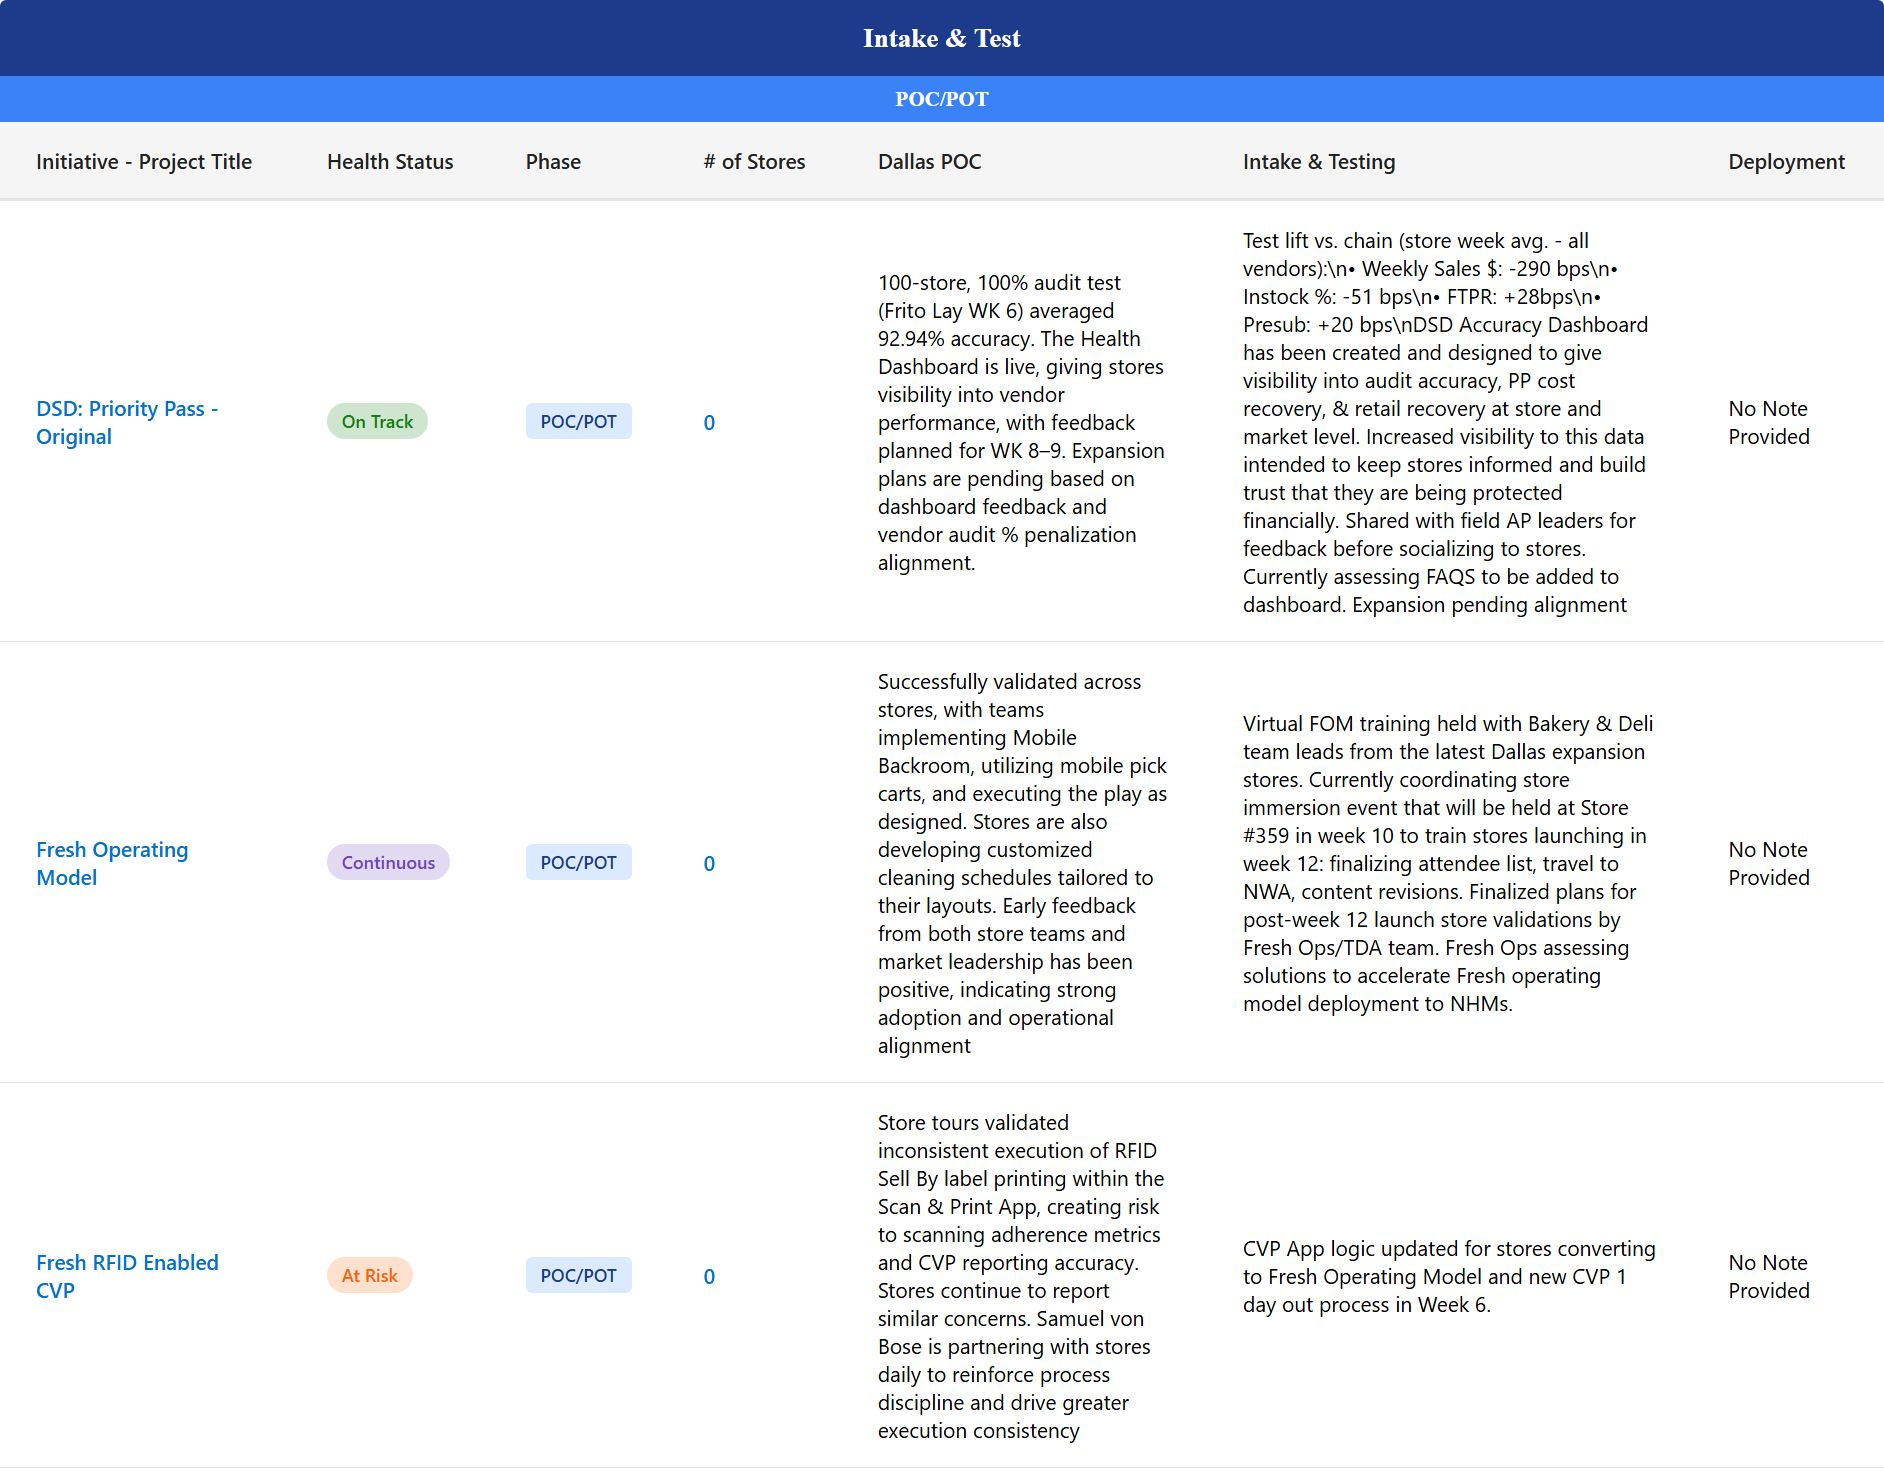 Intake & Test
POC/POT
Initiative - Project Title
Health Status
Phase
# of Stores
Dallas POC
Intake & Testing
Deployment
DSD: Priority Pass -
Original
On Track
POC/POT
0
100-store, 100% audit test
(Frito Lay WK 6) averaged
92.94% accuracy. The Health
Dashboard is live, giving stores
visibility into vendor
performance, with feedback
planned for WK 8–9. Expansion
plans are pending based on
dashboard feedback and
vendor audit % penalization
alignment.
Test lift vs. chain (store week avg. - all
vendors):\n• Weekly Sales $: -290 bps\n•
Instock %: -51 bps\n• FTPR: +28bps\n•
Presub: +20 bps\nDSD Accuracy Dashboard
has been created and designed to give
visibility into audit accuracy, PP cost
recovery, & retail recovery at store and
market level. Increased visibility to this data
intended to keep stores informed and build
trust that they are being protected
financially. Shared with field AP leaders for
feedback before socializing to stores.
Currently assessing FAQS to be added to
dashboard. Expansion pending alignment
No Note
Provided
Fresh Operating
Model
Continuous
POC/POT
0
Successfully validated across
stores, with teams
implementing Mobile
Backroom, utilizing mobile pick
carts, and executing the play as
designed. Stores are also
developing customized
cleaning schedules tailored to
their layouts. Early feedback
from both store teams and
market leadership has been
positive, indicating strong
adoption and operational
alignment
Virtual FOM training held with Bakery & Deli
team leads from the latest Dallas expansion
stores. Currently coordinating store
immersion event that will be held at Store
#359 in week 10 to train stores launching in
week 12: finalizing attendee list, travel to
NWA, content revisions. Finalized plans for
post-week 12 launch store validations by
Fresh Ops/TDA team. Fresh Ops assessing
solutions to accelerate Fresh operating
model deployment to NHMs.
No Note
Provided
Fresh RFID Enabled
CVP
At Risk
POC/POT
0
Store tours validated
inconsistent execution of RFID
Sell By label printing within the
Scan & Print App, creating risk
to scanning adherence metrics
and CVP reporting accuracy.
Stores continue to report
similar concerns. Samuel von
Bose is partnering with stores
daily to reinforce process
discipline and drive greater
execution consistency
CVP App logic updated for stores converting
to Fresh Operating Model and new CVP 1
day out process in Week 6.
No Note
Provided